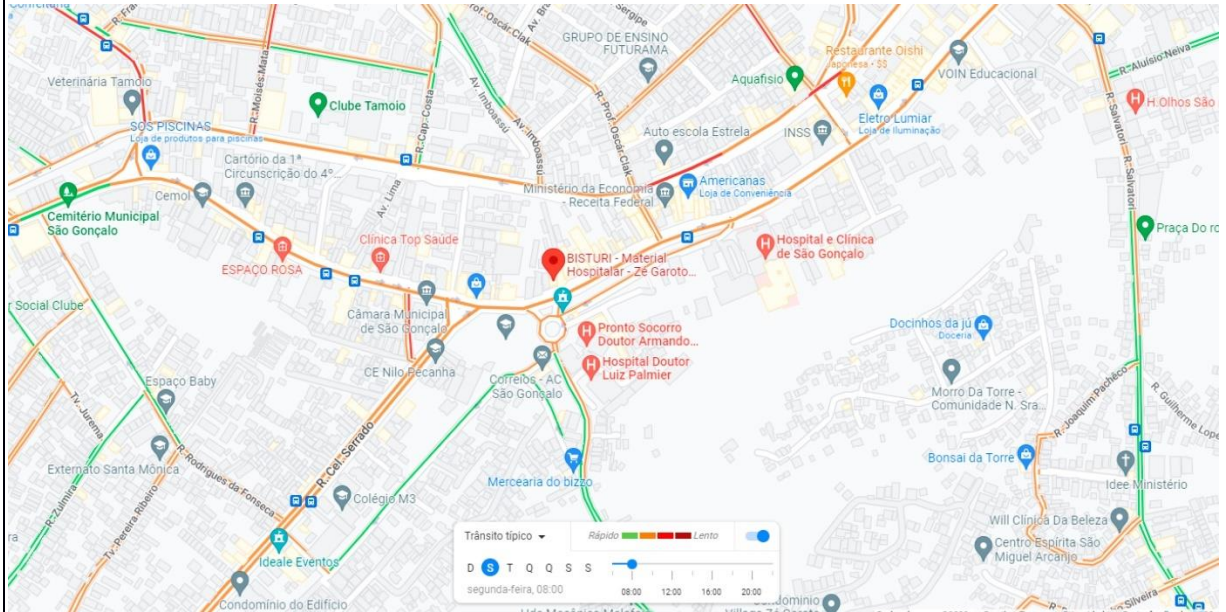 R. Moisés Mata
R. Cap. Costa
Av. Imboassú
Prof. Oscar Clak
Sergipe
GRUPO DE ENSINO
FUTURAMA
Restaurante Oishi
VOIN Educacional
R. Aluísio Neiva
Veterinária Tamoio
Clube Tamoio
Aquafisio
H.Olhos São
SOS PISCINAS
Loja de produtos para piscinas
Av. Imboassú
R. Prof. Oscar Clak
Auto escola Estrela
INSS
Eletro Lumiar
Loja de Iluminação
R. Salvatori
R. Salvatori
Cartório da 1ª
Circunscrição do 4º...
Cemol
Av. Lima
Ministério da Economia
- Receita Federal
Americanas
Loja de Conveniência
Cemitério Municipal
São Gonçalo
Clínica Top Saúde
ESPAÇO ROSA
BISTURI - Material
Hospitalar - Zé Garoto...
Hospital e Clínica
de São Gonçalo
Praça Do ro
r Social Clube
Câmara Municipal
de São Gonçalo
CE Nilo Peçanha
Pronto Socorro
Doutor Armando...
Hospital Doutor
Luiz Palmier
Correios - AC
São Gonçalo
Docinhos da jú
Doceria
Morro Da Torre -
Comunidade N. Sra...
R. Joaquim Pachêco
R. Guilherme Lope
Espaço Baby
Tv. Jurema
R. Rodrigues da Fonseca
R. Cel. Serrado
Externato Santa Mônica
R. Zulmira
Tv. Pereira Ribeiro
Colégio M3
Mercearia do bizzo
Bonsai da Torre
Idee Ministério
Will Clínica Da Beleza
Centro Espírita São
Miguel Arcanjo
Ideale Eventos
Condomínio do Edifício
Trânsito típico
Rápido
Lento
D S T Q Q S S
segunda-feira, 08:00
08:00 12:00 16:00 20:00
Silveira